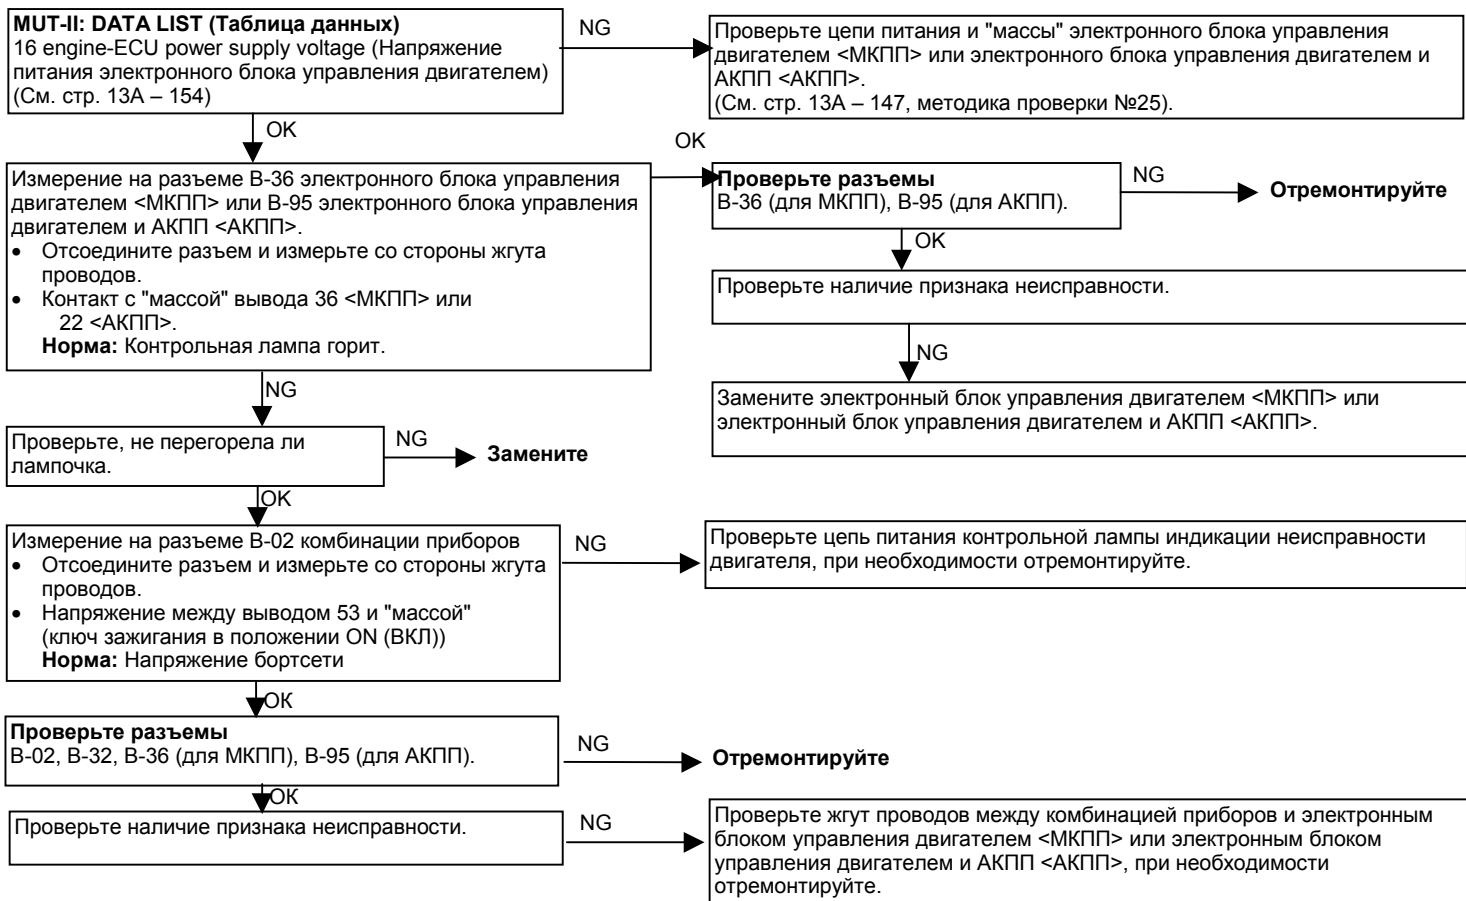 MUT-II: DATA LIST (Таблица данных)
16 engine-ECU power supply voltage (Напряжение
питания электронного блока управления двигателем)
(См. стр. 13A – 154)
NG
Проверьте цепи питания и "массы" электронного блока управления
двигателем <МКПП> или электронного блока управления двигателем и
АКПП <АКПП>.
(См. стр. 13A – 147, методика проверки №25).
OK
Измерение на разъеме B-36 электронного блока управления
двигателем <МКПП> или B-95 электронного блока управления
двигателем и АКПП <АКПП>.
• Отсоедините разъем и измерьте со стороны жгута
проводов.
• Контакт с "массой" вывода 36 <МКПП> или
22 <АКПП>.
Норма: Контрольная лампа горит.
OK
Проверьте разъемы
B-36 (для МКПП), B-95 (для АКПП).
NG
Отремонтируйте
OK
Проверьте наличие признака неисправности.
NG
Замените электронный блок управления двигателем <МКПП> или
электронный блок управления двигателем и АКПП <АКПП>.
NG
Проверьте, не перегорела ли
лампочка.
NG
Замените
OK
Измерение на разъеме B-02 комбинации приборов
• Отсоедините разъем и измерьте со стороны жгута
проводов.
• Напряжение между выводом 53 и "массой"
(ключ зажигания в положении ON (ВКЛ))
Норма: Напряжение бортсети
NG
Проверьте цепь питания контрольной лампы индикации неисправности
двигателя, при необходимости отремонтируйте.
OK
Проверьте разъемы
B-02, B-32, B-36 (для МКПП), B-95 (для АКПП).
NG
Отремонтируйте
OK
Проверьте наличие признака неисправности.
NG
Проверьте жгут проводов между комбинацией приборов и электронным
блоком управления двигателем <МКПП> или электронным блоком
управления двигателем и АКПП <АКПП>, при необходимости
отремонтируйте.